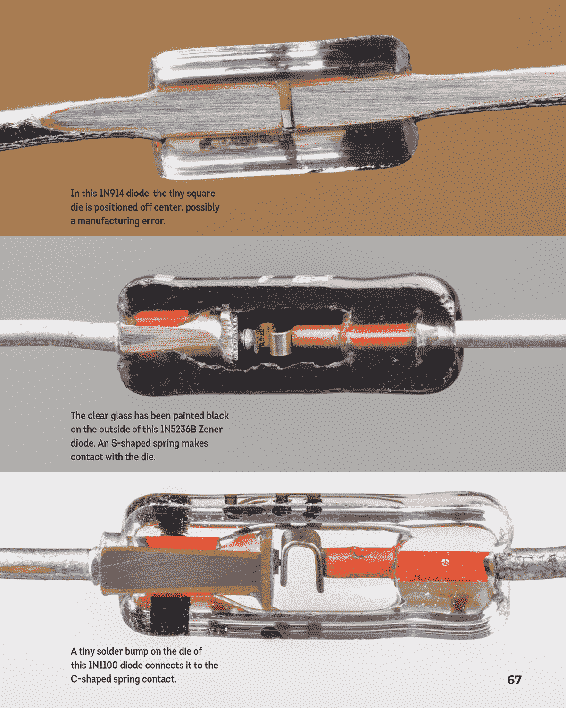 In this 1N914 diode, the tiny square
die is positioned off center, possibly
a manufacturing error.
The clear glass has been painted black
on the outside of this 1N5236B Zener
diode. An S-shaped spring makes
contact with the die.
A tiny solder bump on the die of
this 1N1100 diode connects it to the
C-shaped spring contact.
67